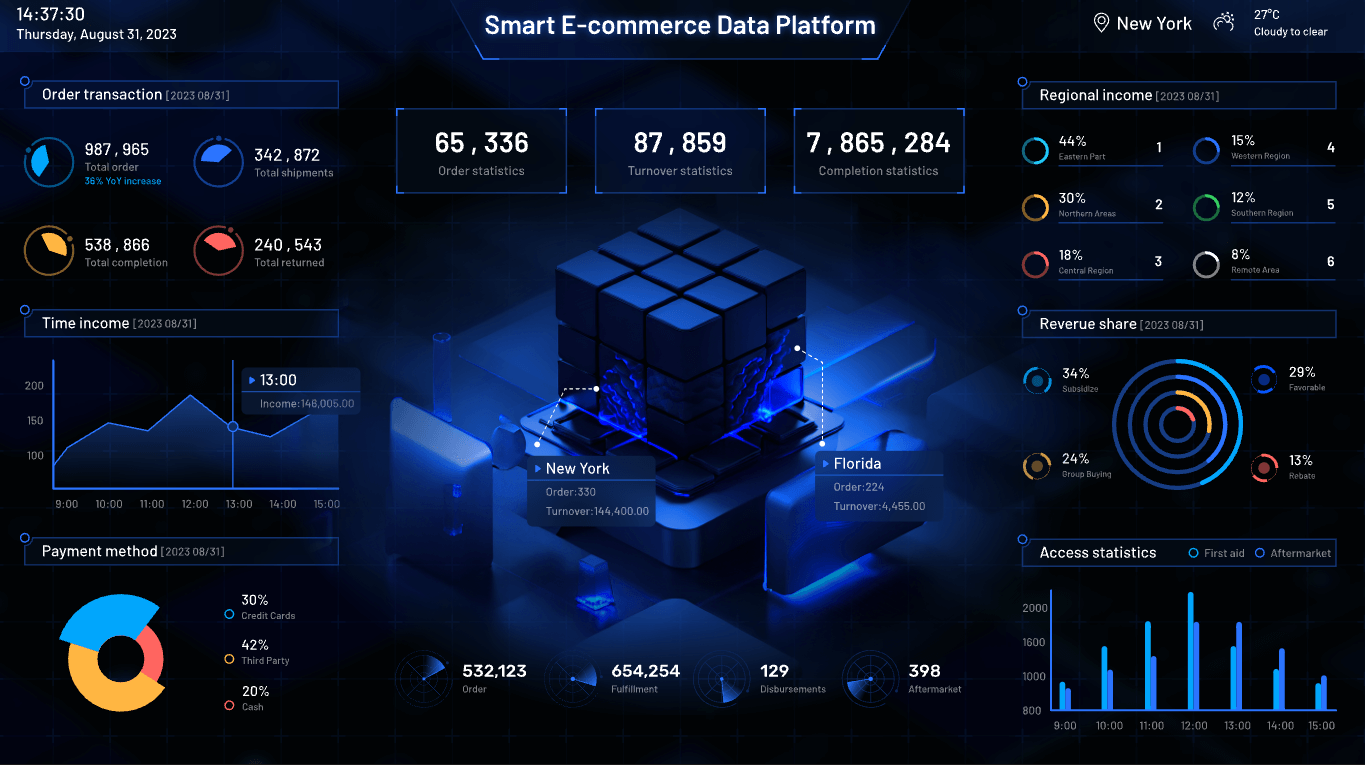 14:37:30
Thursday, August 31, 2023
Smart E-commerce Data Platform
New York
27°C
Cloudy to clear
Order transaction [2023 08/31]
987,965
Total order
36% YoY increase
342,872
Total shipments
538,866
Total completion
240,543
Total returned
65,336
Order statistics
87,859
Turnover statistics
7,865,284
Completion statistics
Regional income [2023 08/31]
44%
Eastern Part
1
15%
Western Region
4
30%
Northern Areas
2
12%
Southern Region
5
18%
Central Region
3
8%
Remote Area
6
Time income [2023 08/31]
200
150
100
13:00
Income:146,005.00
9:00 10:00 11:00 12:00 13:00 14:00 15:00
New York
Order:330
Turnover:144,400.00
Florida
Order:224
Turnover:4,455.00
Reverue share [2023 08/31]
34%
Subsidize
29%
Favorable
24%
Group Buying
13%
Rebate
Payment method [2023 08/31]
30%
Credit Cards
42%
Third Party
20%
Cash
532,123
Order
654,254
Fulfillment
129
Disbursements
398
Aftermarket
Access statistics
First aid
Aftermarket
2000
1600
1000
800
9:00 10:00 11:00 12:00 13:00 14:00 15:00